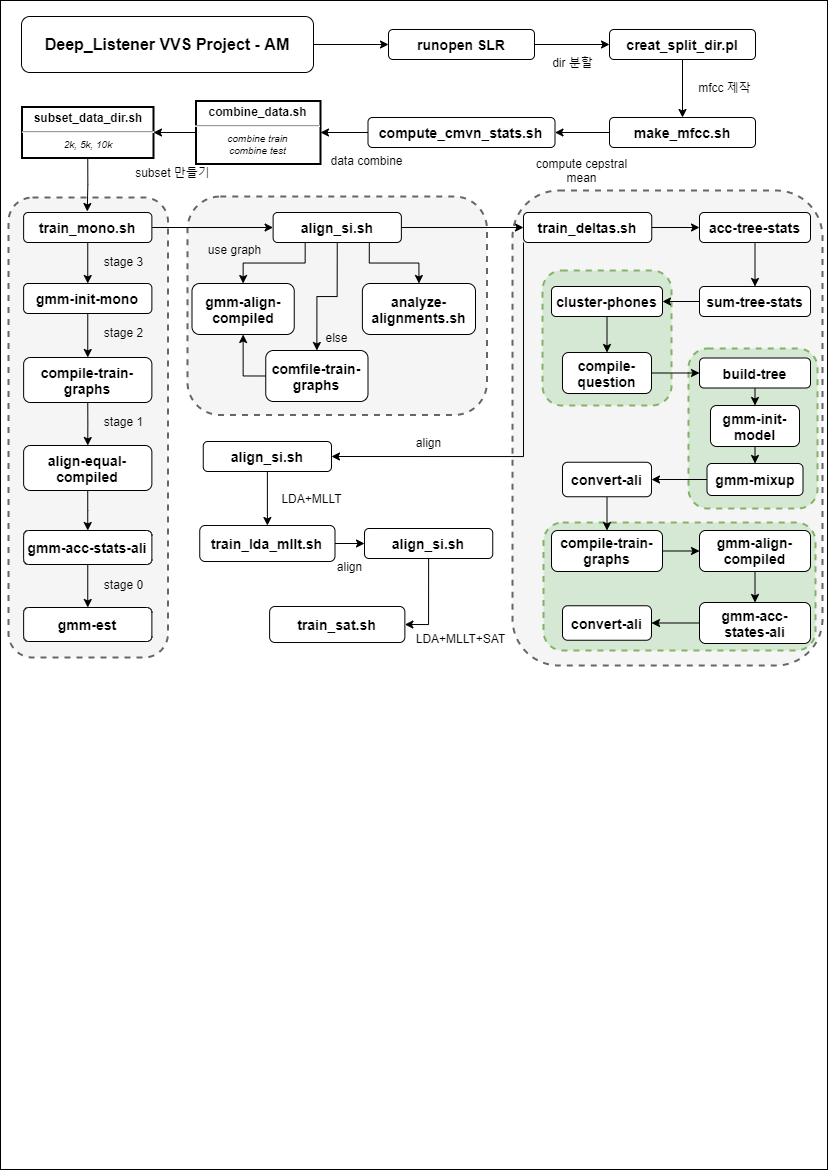 Deep_Listener VVS Project - AM
runopen SLR
dir 분할
creat_split_dir.pl
mfcc 제작
subset_data_dir.sh
2k, 5k, 10k
combine_data.sh
combine train
combine test
data combine
compute_cmvn_stats.sh
make_mfcc.sh
compute cepstral
mean
subset 만들기
train_mono.sh
stage 3
gmm-init-mono
stage 2
compile-train-
graphs
stage 1
align-equal-
compiled
gmm-acc-stats-ali
stage 0
gmm-est
align_si.sh
use graph
gmm-align-
compiled
analyze-
alignments.sh
else
comfile-train-
graphs
train_deltas.sh
acc-tree-stats
cluster-phones
sum-tree-stats
compile-
question
build-tree
gmm-init-
model
gmm-mixup
convert-ali
compile-train-
graphs
gmm-align-
compiled
convert-ali
gmm-acc-
states-ali
align
align_si.sh
LDA+MLLT
train_lda_mllt.sh
align
align_si.sh
train_sat.sh
LDA+MLLT+SAT